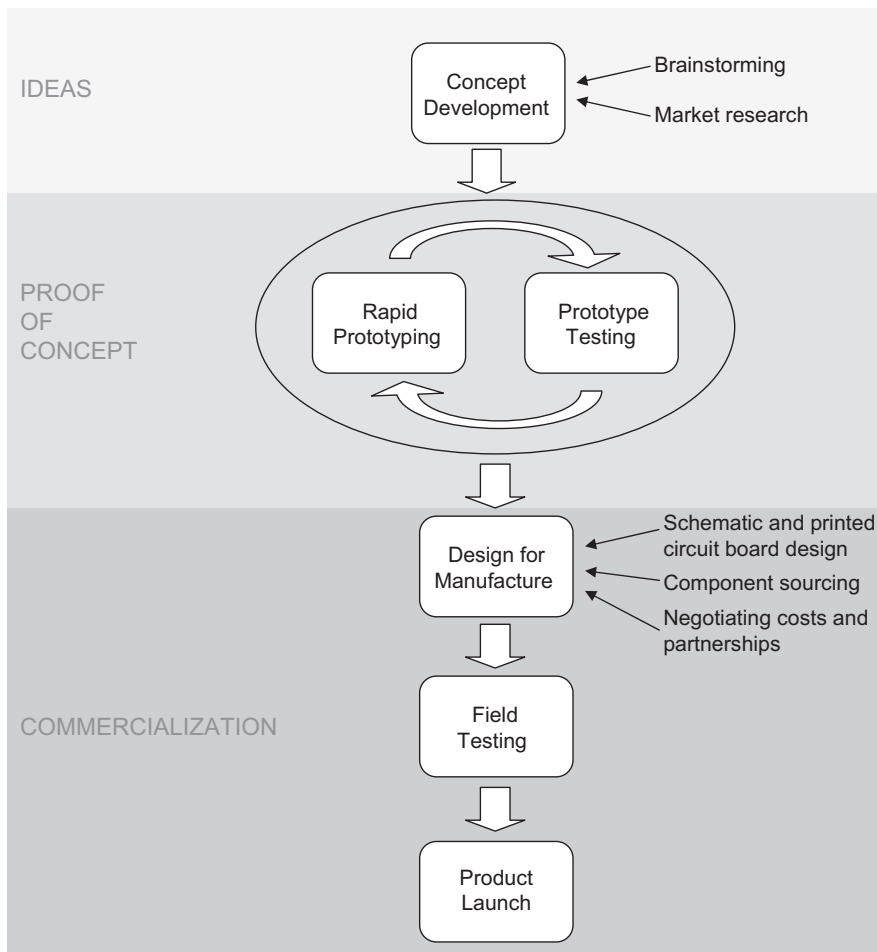 IDEAS
Concept
Development
Brainstorming
Market research
PROOF
OF
CONCEPT
Rapid
Prototyping
Prototype
Testing
COMMERCIALIZATION
Design for
Manufacture
Schematic and printed
circuit board design
Component sourcing
Negotiating costs and
partnerships
Field
Testing
Product
Launch